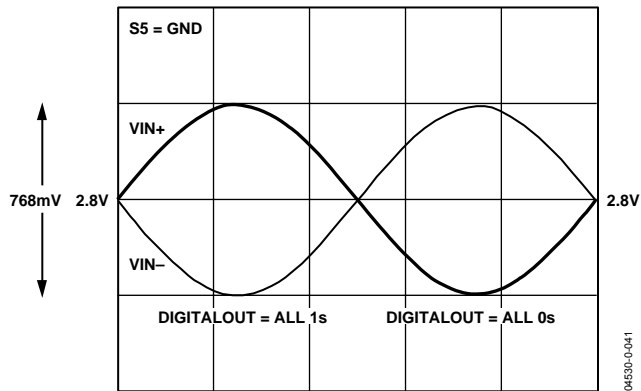 S5 = GND
VIN+
768mV 2.8V 2.8V
VIN–
DIGITALOUT = ALL 1s DIGITALOUT = ALL 0s
04530-0-041